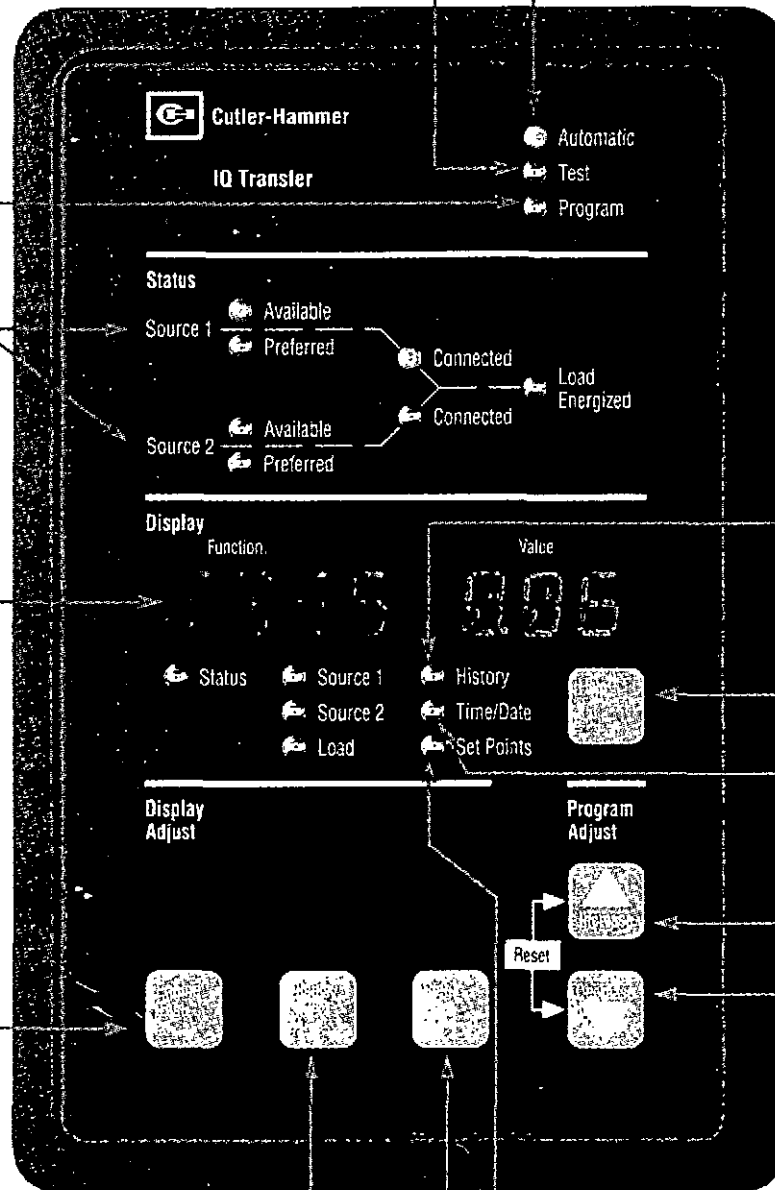 Cutler-Hammer
IQ Transfer
Automatic
Test
Program
Status
Source 1
Available
Preferred
Connected
Load
Energized
Source 2
Available
Preferred
Connected
Display
Function
Value
Status
Source 1
Source 2
Load
History
Time/Date
Set Points
Display
Adjust
Program
Adjust
Reset